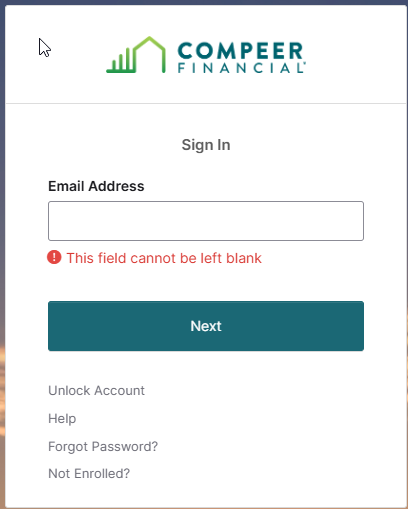 COMPEER
FINANCIAL®
Sign In
Email Address
This field cannot be left blank
Next
Unlock Account
Help
Forgot Password?
Not Enrolled?